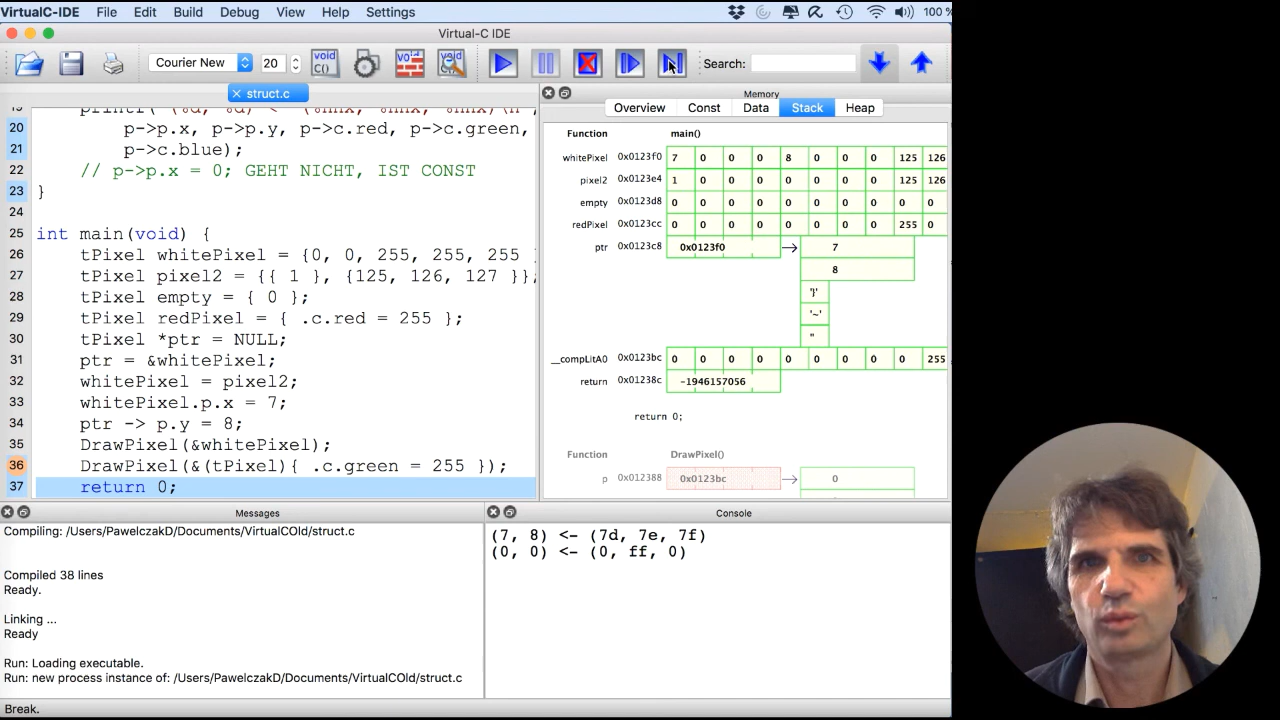 VirtualC-IDE File Edit Build Debug View Help Settings 100 %
Virtual-C IDE
Courier New 20 void C() void Search:
struct.c
Memory
Overview Const Data Stack Heap
20 p->p.x, p->p.y, p->c.red, p->c.green,
21 p->c.blue);
22 // p->p.x = 0; GEHT NICHT, IST CONST
23 }
24
25 int main(void) {
26 tPixel whitePixel = {0, 0, 255, 255, 255
27 tPixel pixel2 = {{ 1 }, {125, 126, 127 }};
28 tPixel empty = { 0 };
29 tPixel redPixel = { .c.red = 255 };
30 tPixel *ptr = NULL;
31 ptr = &whitePixel;
32 whitePixel = pixel2;
33 whitePixel.p.x = 7;
34 ptr -> p.y = 8;
35 DrawPixel(&whitePixel);
36 DrawPixel(&(tPixel){ .c.green = 255 });
37 return 0;
Function main()
whitePixel 0x0123f0 7 0 0 0 8 0 0 0 125 126
pixel2 0x0123e4 1 0 0 0 0 0 0 0 125 126
empty 0x0123d8 0 0 0 0 0 0 0 0 0 0
redPixel 0x0123cc 0 0 0 0 0 0 0 0 255 0
ptr 0x0123c8 0x0123f0 7
8
'}'
'~'
__compLitA0 0x0123bc 0 0 0 0 0 0 0 0 0 255
return 0x01238c -1946157056
return 0;
Function DrawPixel()
p 0x012388 0x0123bc 0
Messages
Compiling: /Users/PawelczakD/Documents/VirtualCOld/struct.c
Compiled 38 lines
Ready.
Linking ...
Ready
Run: Loading executable.
Run: new process instance of: /Users/PawelczakD/Documents/VirtualCOld/struct.c
Console
(7, 8) <- (7d, 7e, 7f)
(0, 0) <- (0, ff, 0)
Break.